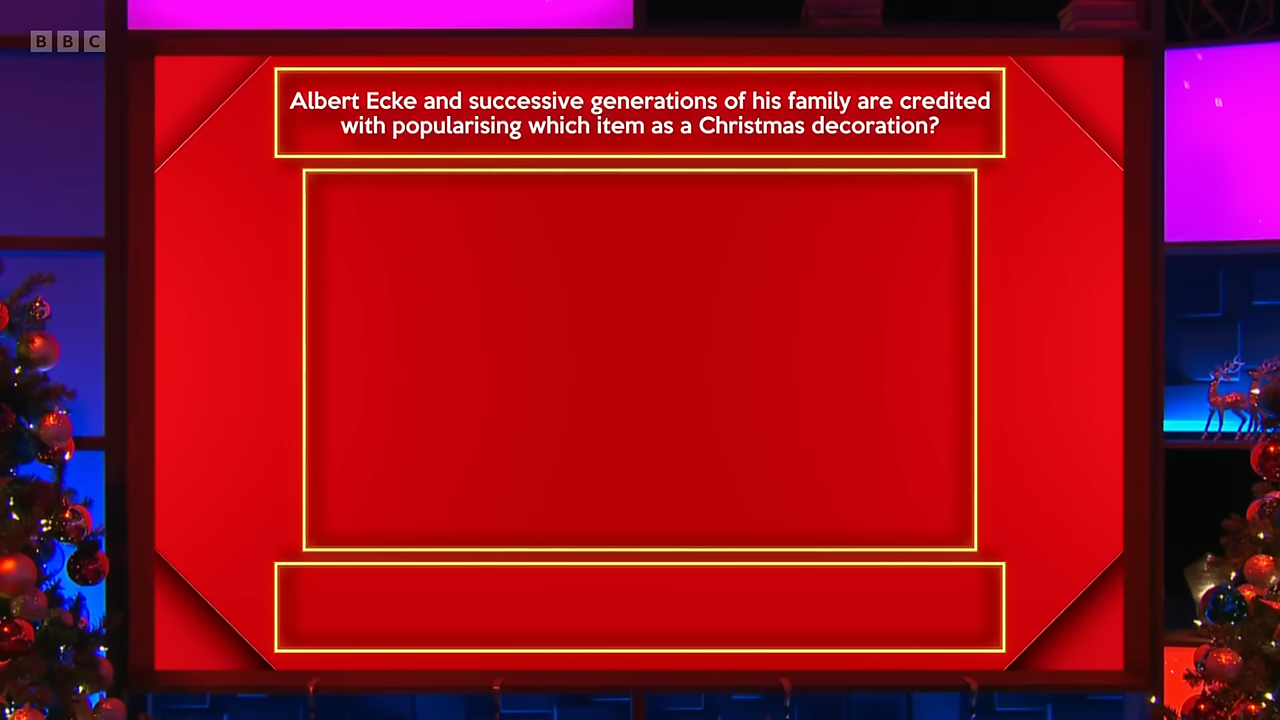 BBC
Albert Ecke and successive generations of his family are credited
with popularising which item as a Christmas decoration?